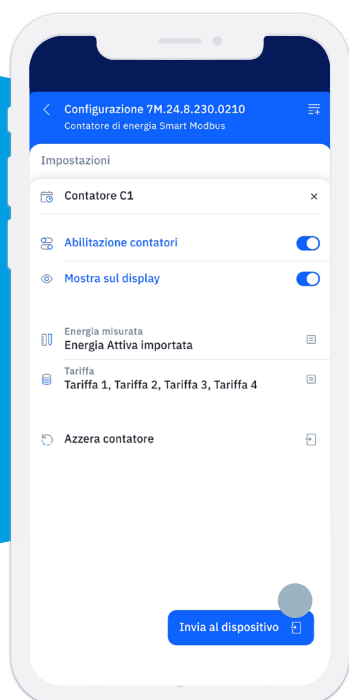 Configurazione 7M.24.8.230.0210
Contatore di energia Smart Modbus
Impostazioni
Contatore C1
Abilitazione contatori
Mostra sul display
Energia misurata
Energia Attiva importata
Tariffa
Tariffa 1, Tariffa 2, Tariffa 3, Tariffa 4
Azzera contatore
Invia al dispositivo